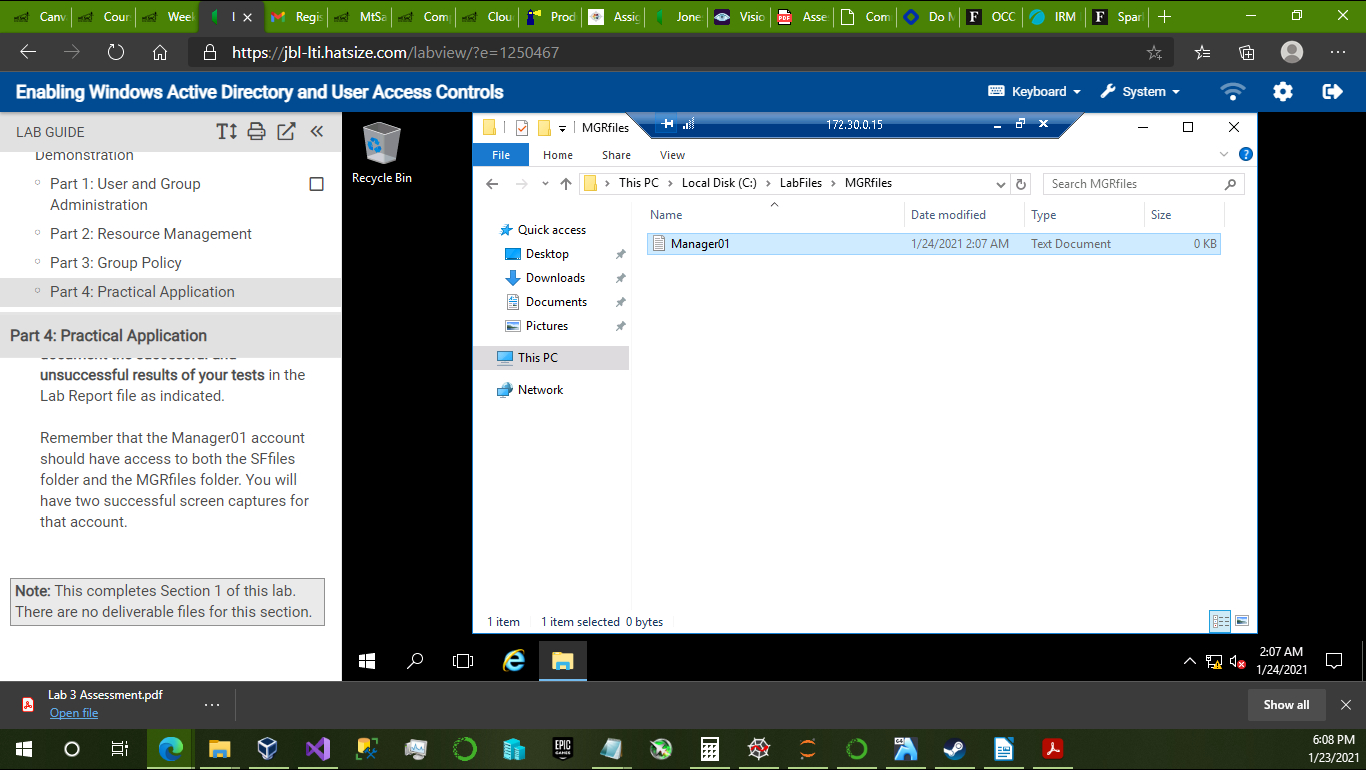 Canv
Cour
Week
I
Regis
MtSa
Com
Clou
Prod
Assig
Jone
Visio
Asse
Com
Do M
OCC
IRM
Spar
https://jbl-lti.hatsize.com/labview/?e=1250467
Enabling Windows Active Directory and User Access Controls
Keyboard
System
LAB GUIDE
Demonstration
Part 1: User and Group
Administration
Part 2: Resource Management
Part 3: Group Policy
Part 4: Practical Application
Part 4: Practical Application
document the successful and
unsuccessful results of your tests in the
Lab Report file as indicated.
Remember that the Manager01 account
should have access to both the SFfiles
folder and the MGRfiles folder. You will
have two successful screen captures for
that account.
Note: This completes Section 1 of this lab.
There are no deliverable files for this section.
Recycle Bin
MGRfiles
172.30.0.15
File Home Share View
This PC > Local Disk (C:) > LabFiles > MGRfiles
Search MGRfiles
Name Date modified Type Size
Manager01 1/24/2021 2:07 AM Text Document 0 KB
Quick access
Desktop
Downloads
Documents
Pictures
This PC
Network
1 item 1 item selected 0 bytes
2:07 AM
1/24/2021
Lab 3 Assessment.pdf
Open file
Show all
EPIC
GAMES
6:08 PM
1/23/2021